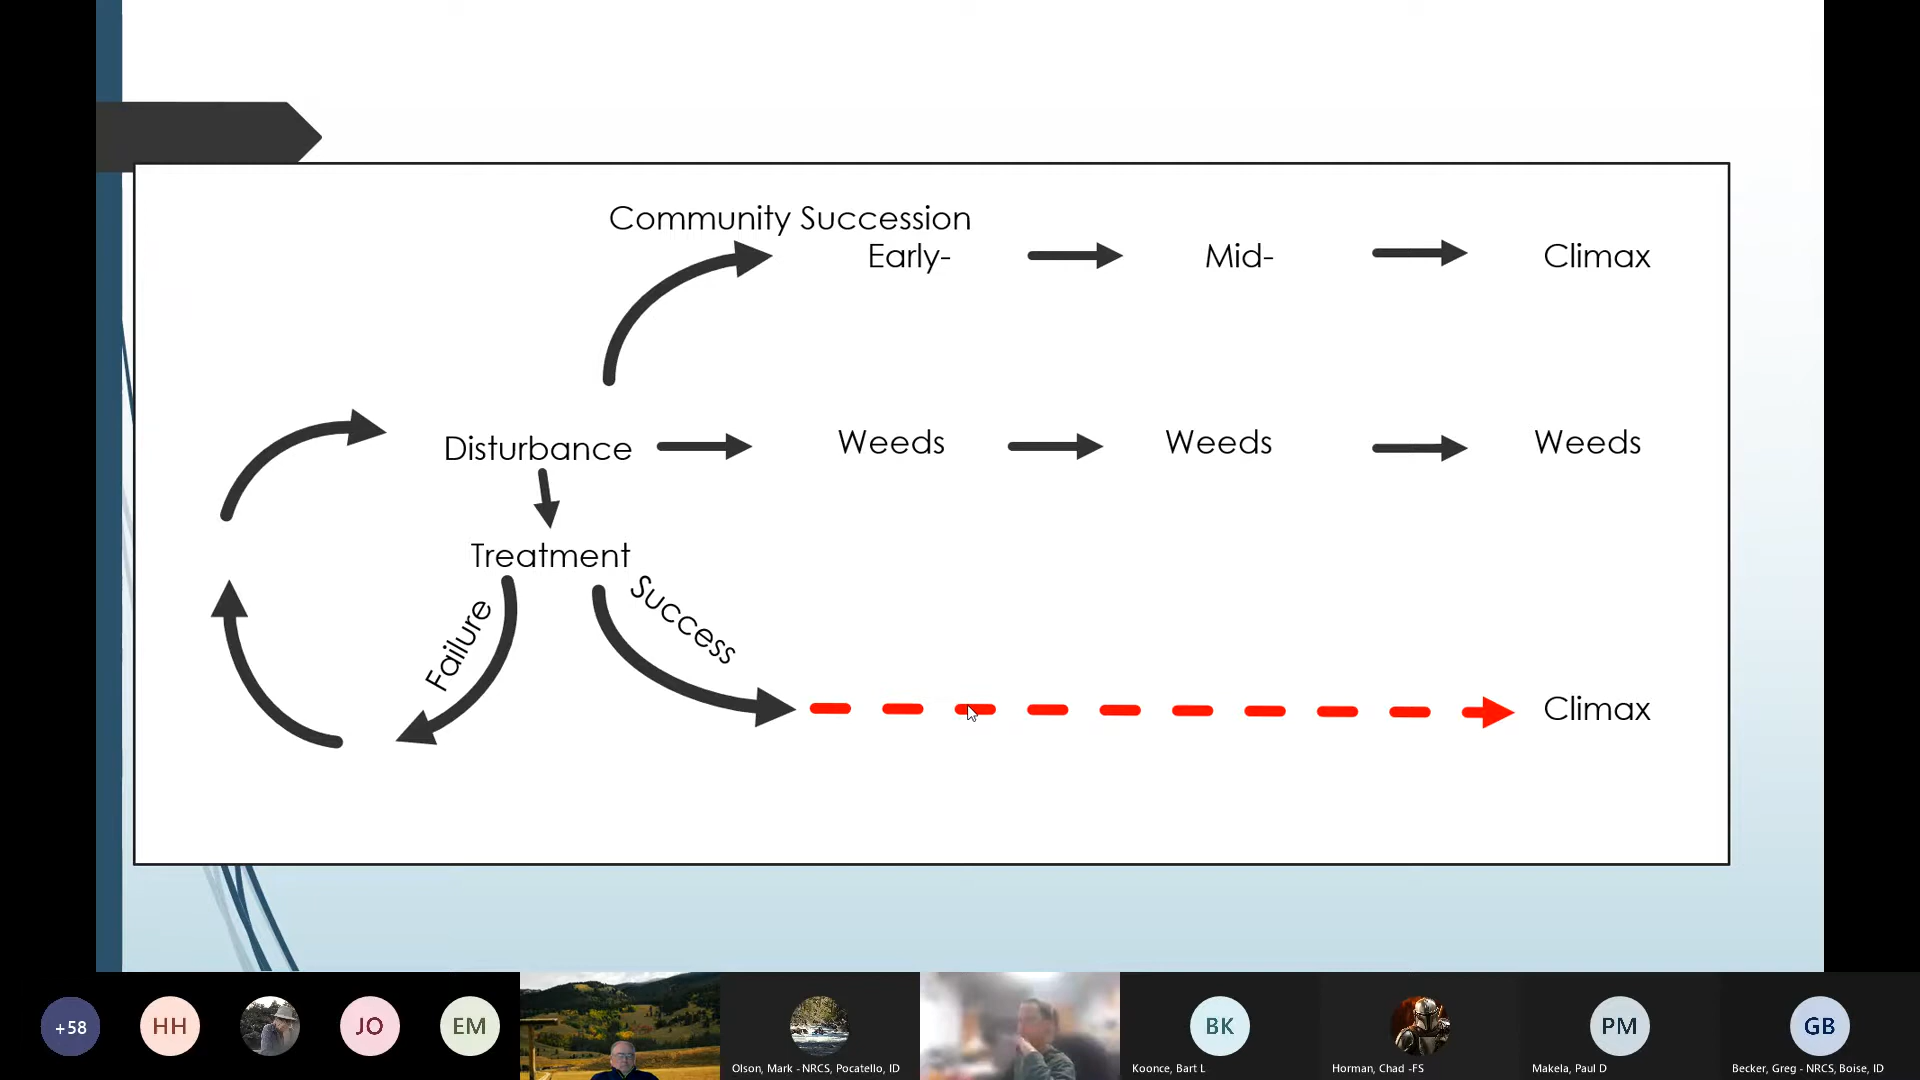 Community Succession
Early-
Mid-
Climax
Disturbance
Weeds
Weeds
Weeds
Treatment
Failure
Success
Climax
+58
HH
JO
EM
Olson, Mark - NRCS, Pocatello, ID
BK
Koonce, Bart L
Horman, Chad -FS
PM
Makela, Paul D
GB
Becker, Greg - NRCS, Boise, ID